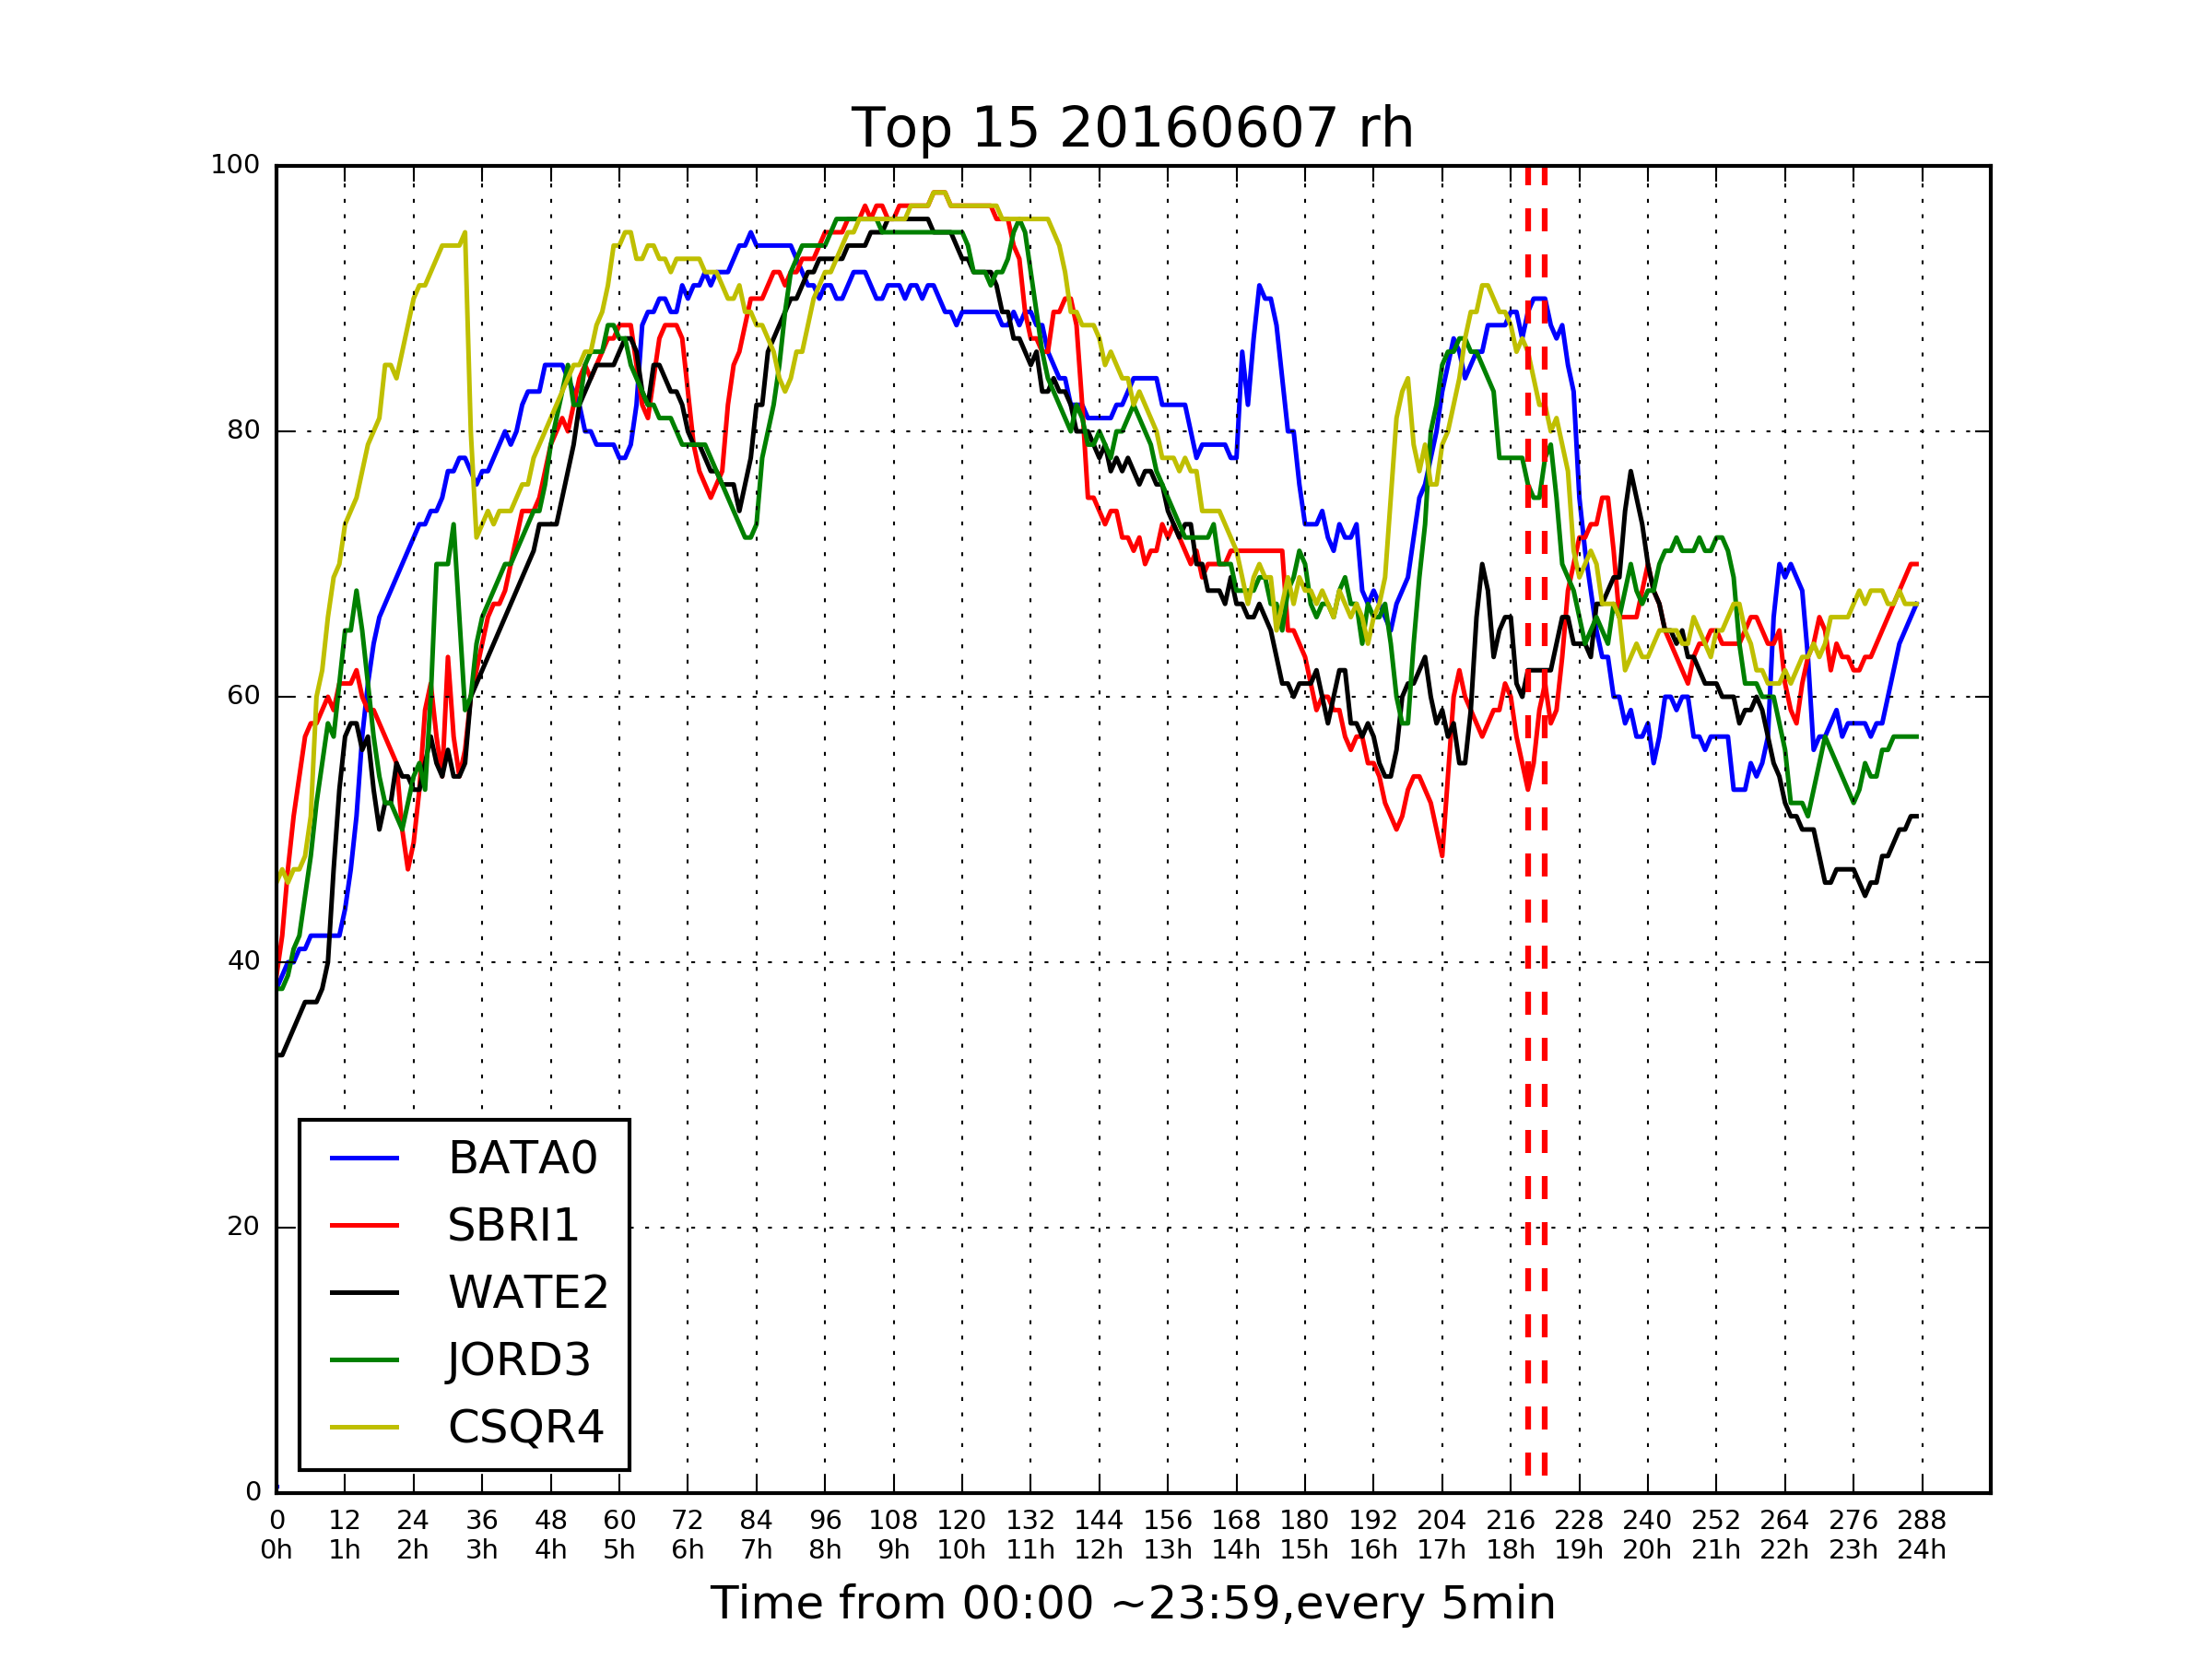 Top 15 20160607 rh
100
80
60
40
20
0
BATA0
SBRI1
WATE2
JORD3
CSQR4
0 12 24 36 48 60 72 84 96 108 120 132 144 156 168 180 192 204 216 228 240 252 264 276 288
0h 1h 2h 3h 4h 5h 6h 7h 8h 9h 10h 11h 12h 13h 14h 15h 16h 17h 18h 19h 20h 21h 22h 23h 24h
Time from 00:00 ~23:59,every 5min